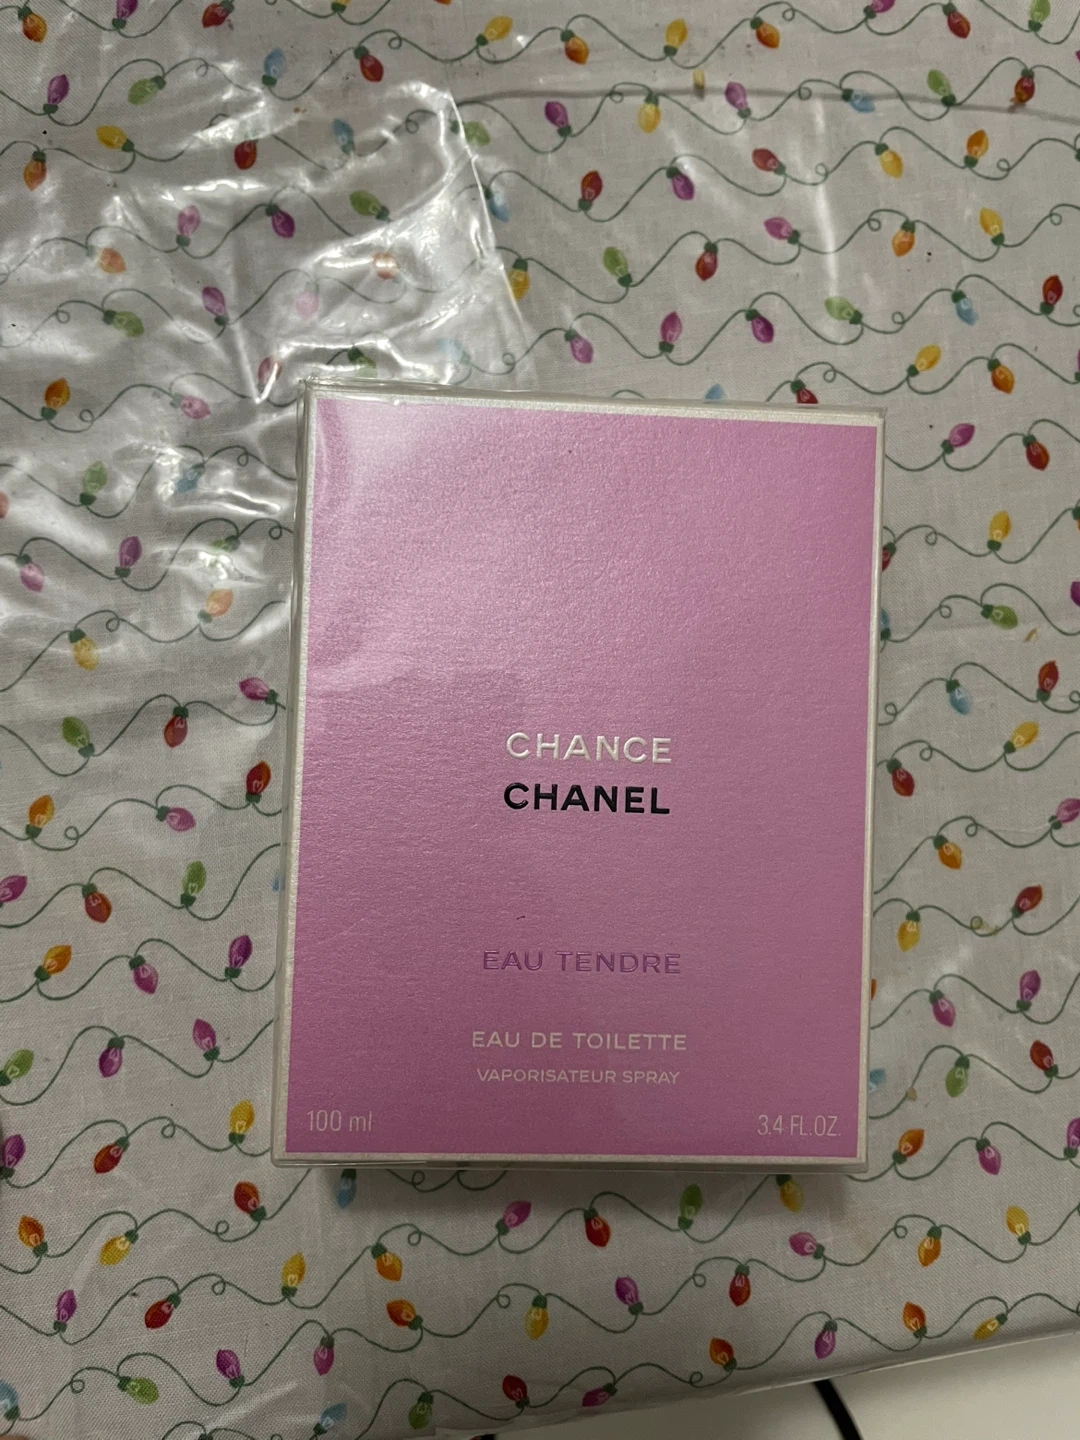 CHANCE
CHANEL
EAU TENDRE
EAU DE TOILETTE
VAPORISATEUR SPRAY
100 ml
3.4 FL.OZ.